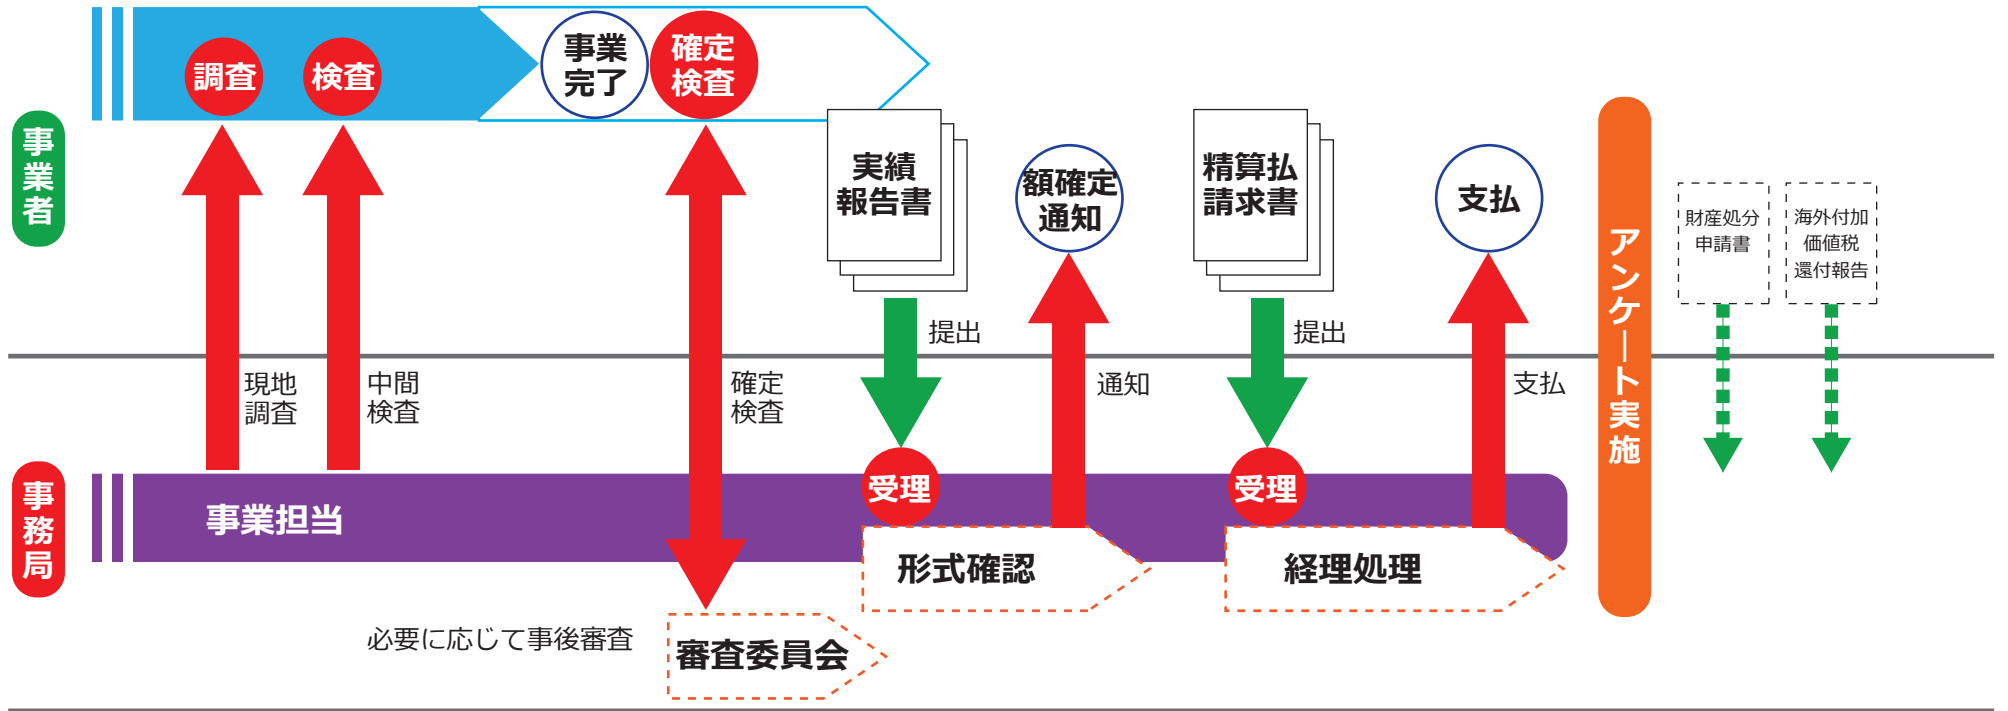 調査
検査
事業
完了
確定
検査
事業者
実績
報告書
額確定
通知
精算払
請求書
支払
アンケート実施
財産処分
申請書
海外付加
価値税
還付報告
提出
提出
現地
調査
中間
検査
確定
検査
通知
支払
事務局
事業担当
受理
受理
形式確認
経理処理
必要に応じて事後審査
審査委員会